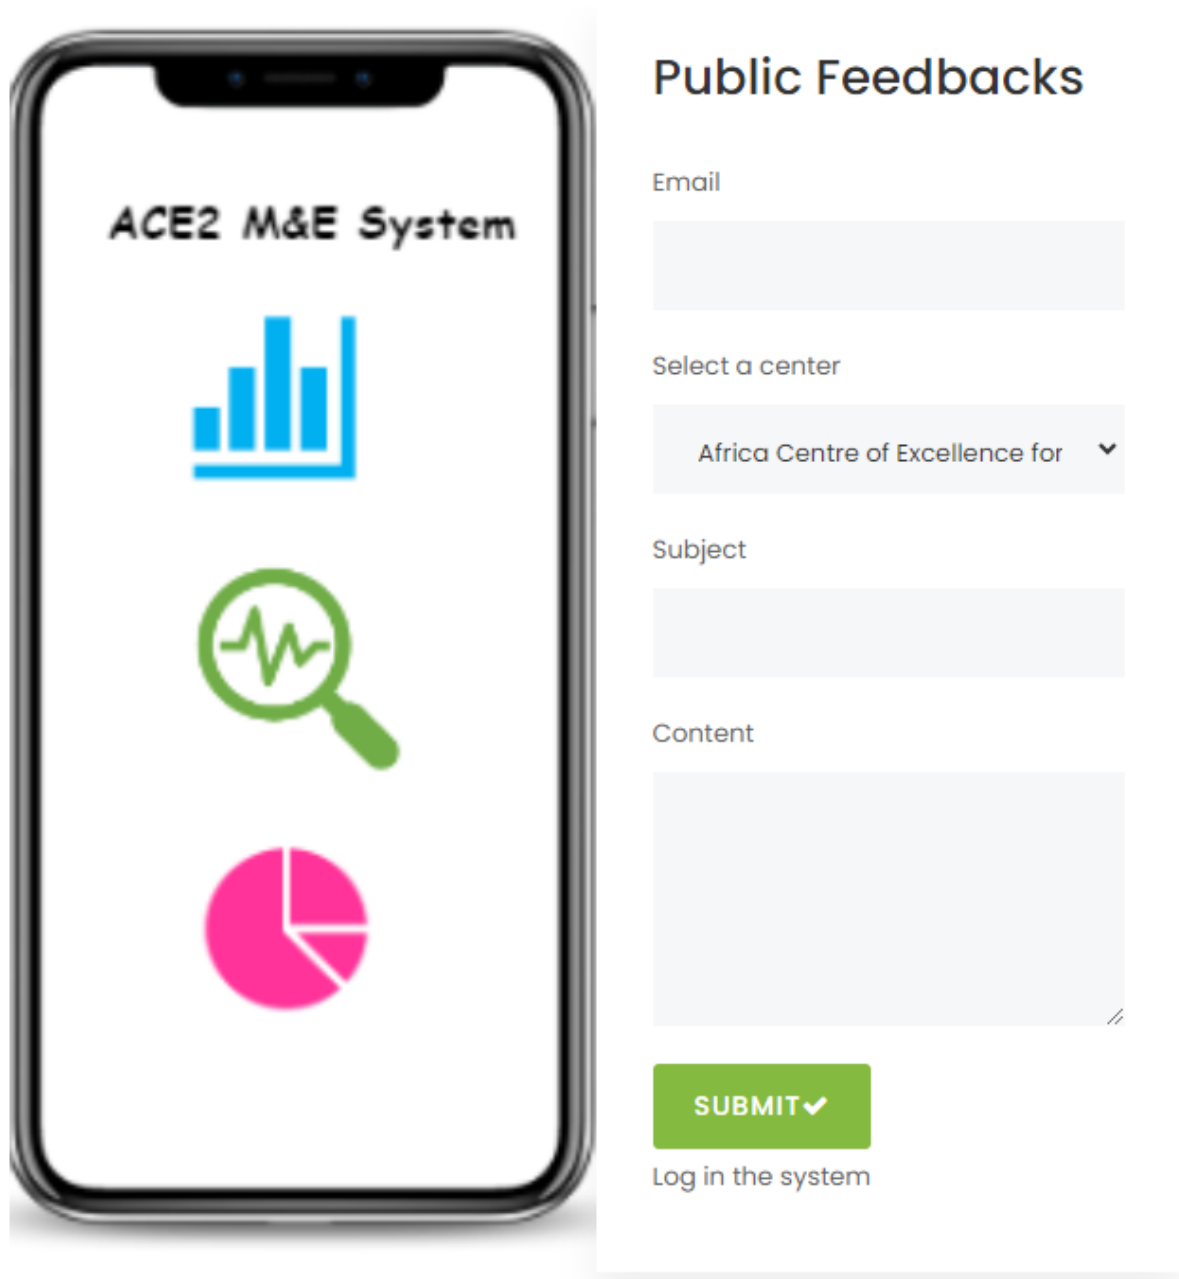 ACE2 M&E System
Public Feedbacks
Email
Select a center
Africa Centre of Excellence for
Subject
Content
SUBMIT
Log in the system